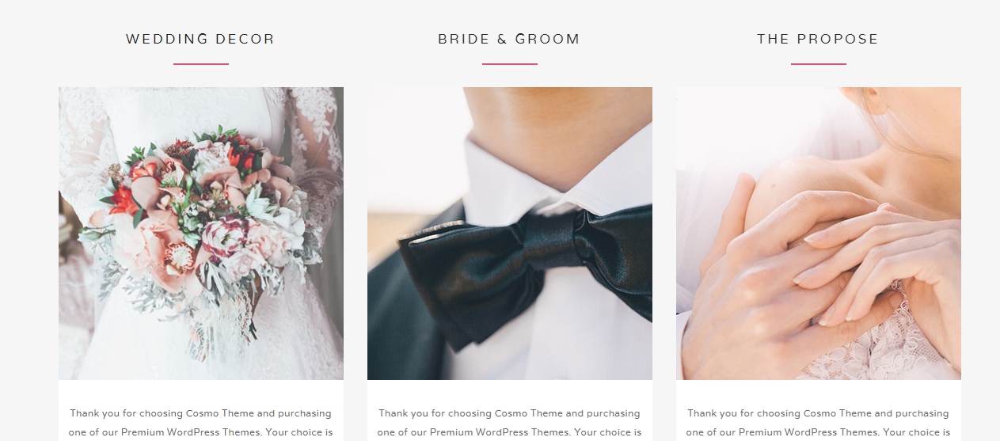 WEDDING DECOR
BRIDE & GROOM
THE PROPOSE
Thank you for choosing Cosmo Theme and purchasing
one of our Premium WordPress Themes. Your choice is
Thank you for choosing Cosmo Theme and purchasing
one of our Premium WordPress Themes. Your choice is
Thank you for choosing Cosmo Theme and purchasing
one of our Premium WordPress Themes. Your choice is